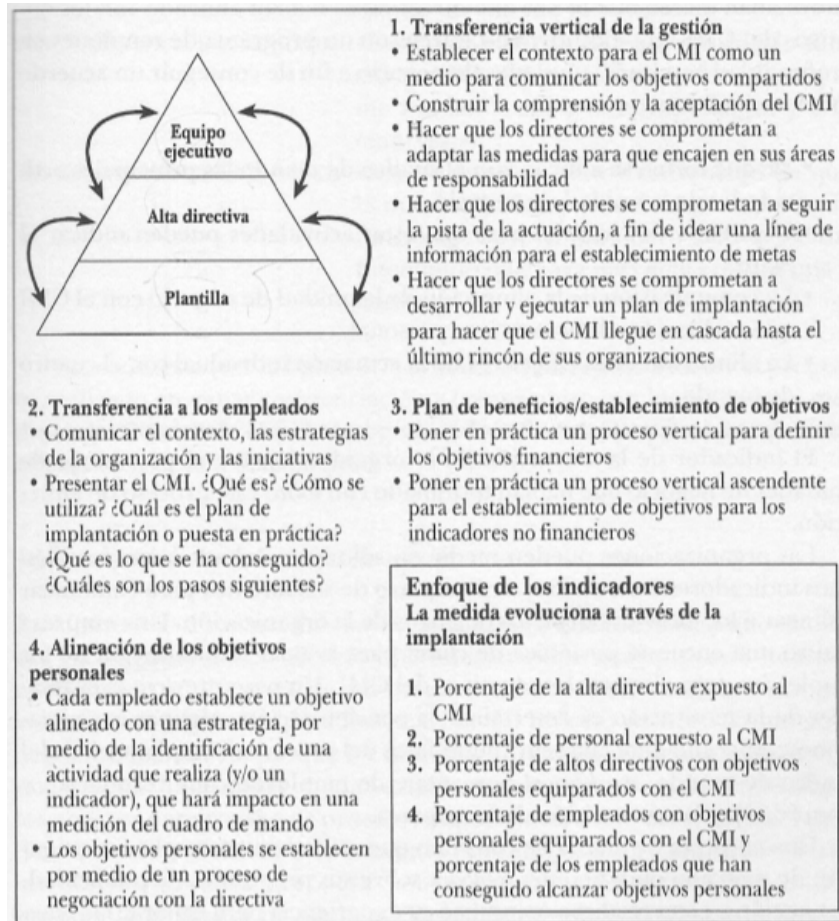 1. Transferencia vertical de la gestión
• Establecer el contexto para el CMI como un
medio para comunicar los objetivos compartidos
• Construir la comprensión y la aceptación del CMI
• Hacer que los directores se comprometan a
adaptar las medidas para que encajen en sus áreas
de responsabilidad
• Hacer que los directores se comprometan a seguir
la pista de la actuación, a fin de idear una línea de
información para el establecimiento de metas
• Hacer que los directores se comprometan a
desarrollar y ejecutar un plan de implantación
para hacer que el CMI llegue en cascada hasta el
último rincón de sus organizaciones
Equipo
ejecutivo
Alta directiva
Plantilla
2. Transferencia a los empleados
• Comunicar el contexto, las estrategias
de la organización y las iniciativas
• Presentar el CMI. ¿Qué es? ¿Cómo se
utiliza? ¿Cuál es el plan de
implantación o puesta en práctica?
¿Qué es lo que se ha conseguido?
¿Cuáles son los pasos siguientes?
3. Plan de beneficios/establecimiento de objetivos
• Poner en práctica un proceso vertical para definir
los objetivos financieros
• Poner en práctica un proceso vertical ascendente
para el establecimiento de objetivos para los
indicadores no financieros
4. Alineación de los objetivos
personales
• Cada empleado establece un objetivo
alineado con una estrategia, por
medio de la identificación de una
actividad que realiza (y/o un
indicador), que hará impacto en una
medición del cuadro de mando
• Los objetivos personales se establecen
por medio de un proceso de
negociación con la directiva
Enfoque de los indicadores
La medida evoluciona a través de la
implantación
1. Porcentaje de la alta directiva expuesto al
CMI
2. Porcentaje de personal expuesto al CMI
3. Porcentaje de altos directivos con objetivos
personales equiparados con el CMI
4. Porcentaje de empleados con objetivos
personales equiparados con el CMI y
porcentaje de los empleados que han
conseguido alcanzar objetivos personales